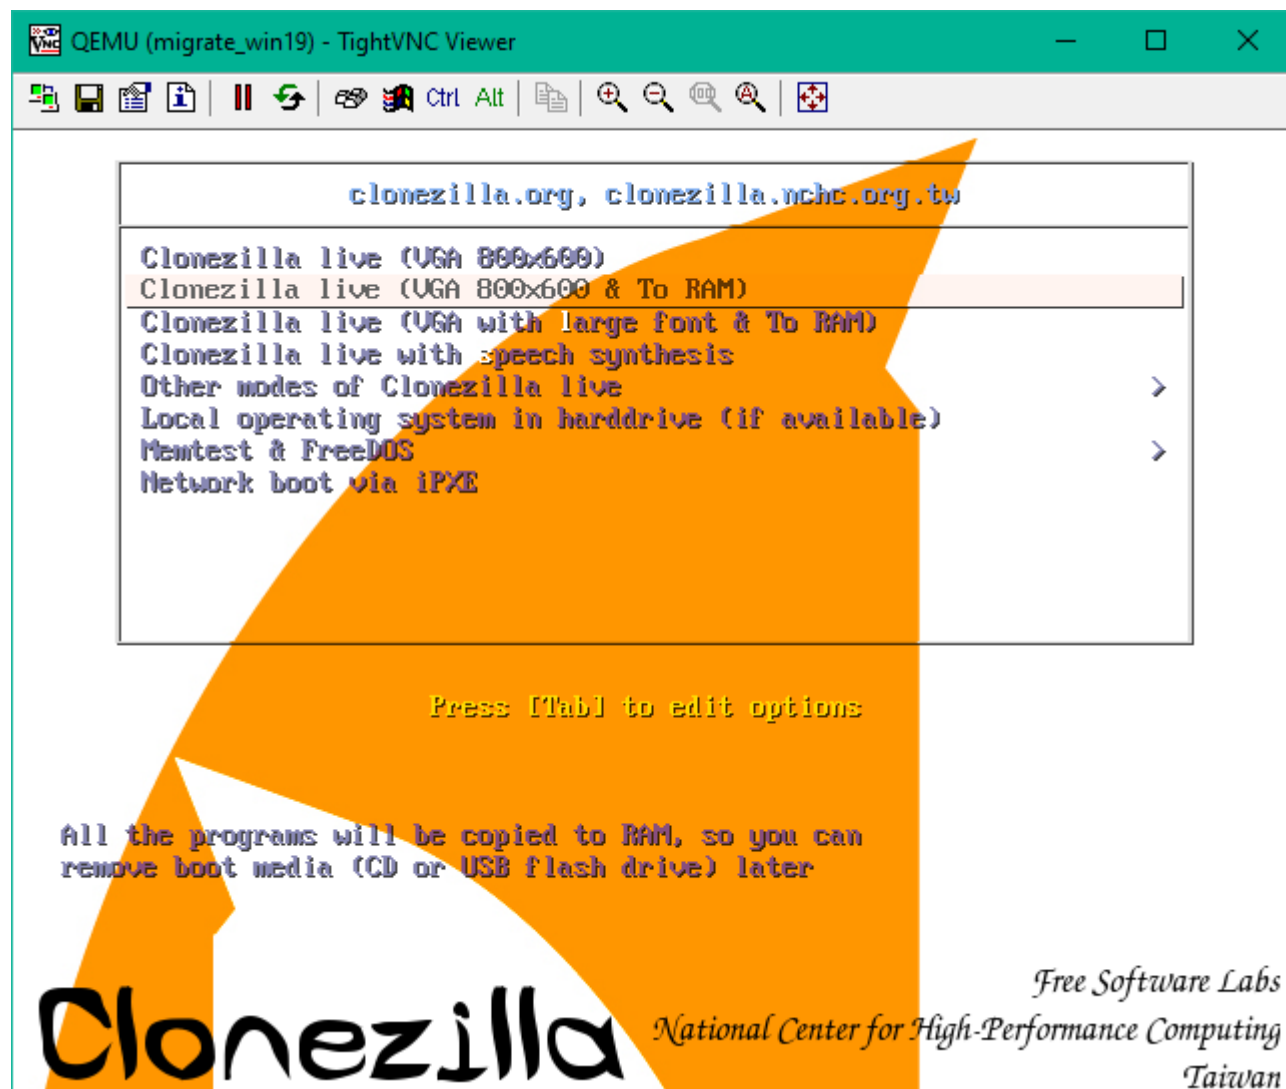 QEMU (migrate_win19) - TightVNC Viewer
Ctrl Alt
clonezilla.org, clonezilla.nchc.org.tw
Clonezilla live (VGA 800x600)
Clonezilla live (VGA 800x600 & To RAM)
Clonezilla live (VGA with large font & To RAM)
Clonezilla live with speech synthesis
Other modes of Clonezilla live >
Local operating system in harddrive (if available)
Memtest & FreeDOS >
Network boot via iPXE
Press [Tab] to edit options
All the programs will be copied to RAM, so you can
remove boot media (CD or USB flash drive) later
Free Software Labs
Clonezilla National Center for High-Performance Computing
Taiwan